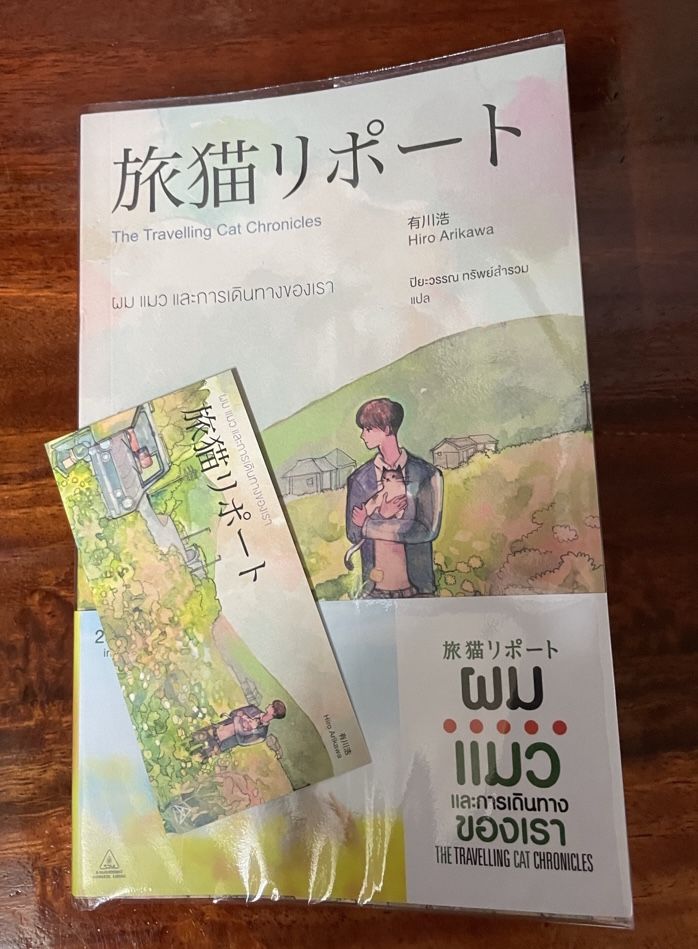 旅猫リポート
The Travelling Cat Chronicles
有川浩
Hiro Arikawa
ผม แมว และการเดินทางของเรา
ปิยะวรรณ ทรัพย์สำรวม
แปล
ผม แมว และการเดินทางของเรา
旅猫リポート
有川浩
Hiro Arikawa
2
in
旅猫リポート
ผม
แมว
และการเดินทาง
ของเรา
THE TRAVELLING CAT CHRONICLES